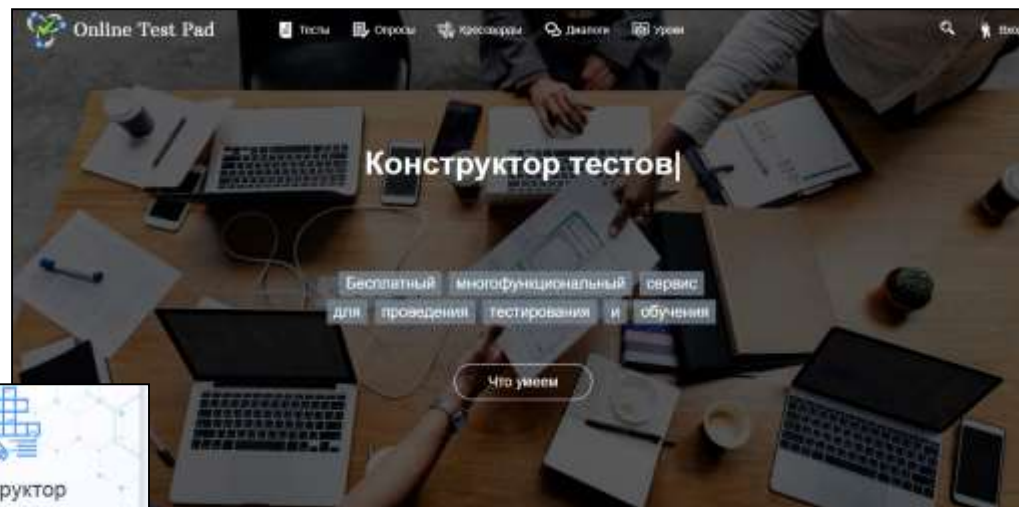 Online Test Pad
Тесты Опросы Кроссворды Диалоги Уроки
Конструктор тестов|
Бесплатный многофункциональный сервис
для проведения тестирования и обучения
Что умеем